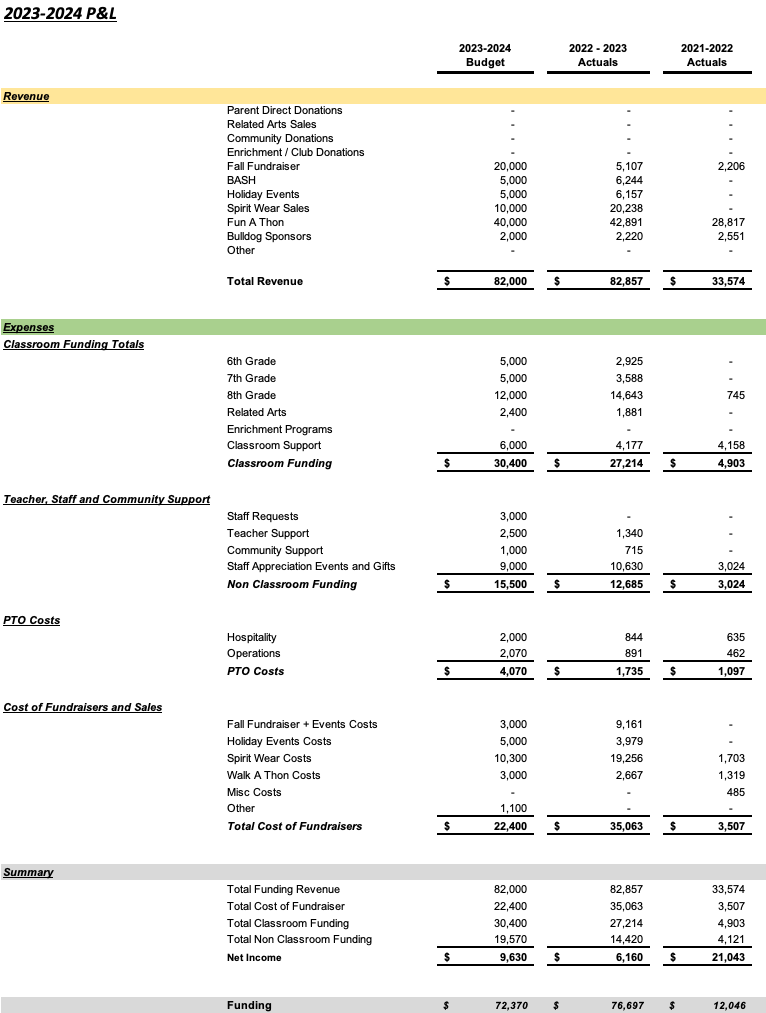 2023-2024 P&L
2023-2024 2022 - 2023 2021-2022
Budget Actuals Actuals
Revenue
Parent Direct Donations - - -
Related Arts Sales - - -
Community Donations - - -
Enrichment / Club Donations - - -
Fall Fundraiser 20,000 5,107 2,206
BASH 5,000 6,244 -
Holiday Events 5,000 6,157 -
Spirit Wear Sales 10,000 20,238 -
Fun A Thon 40,000 42,891 28,817
Bulldog Sponsors 2,000 2,220 2,551
Other - - -
Total Revenue $ 82,000 $ 82,857 $ 33,574
Expenses
Classroom Funding Totals
6th Grade 5,000 2,925 -
7th Grade 5,000 3,588 -
8th Grade 12,000 14,643 745
Related Arts 2,400 1,881 -
Enrichment Programs - - -
Classroom Support 6,000 4,177 4,158
Classroom Funding $ 30,400 $ 27,214 $ 4,903
Teacher, Staff and Community Support
Staff Requests 3,000 - -
Teacher Support 2,500 1,340 -
Community Support 1,000 715 -
Staff Appreciation Events and Gifts 9,000 10,630 3,024
Non Classroom Funding $ 15,500 $ 12,685 $ 3,024
PTO Costs
Hospitality 2,000 844 635
Operations 2,070 891 462
PTO Costs $ 4,070 $ 1,735 $ 1,097
Cost of Fundraisers and Sales
Fall Fundraiser + Events Costs 3,000 9,161 -
Holiday Events Costs 5,000 3,979 -
Spirit Wear Costs 10,300 19,256 1,703
Walk A Thon Costs 3,000 2,667 1,319
Misc Costs - - 485
Other 1,100 - -
Total Cost of Fundraisers $ 22,400 $ 35,063 $ 3,507
Summary
Total Funding Revenue 82,000 82,857 33,574
Total Cost of Fundraiser 22,400 35,063 3,507
Total Classroom Funding 30,400 27,214 4,903
Total Non Classroom Funding 19,570 14,420 4,121
Net Income $ 9,630 $ 6,160 $ 21,043
Funding $ 72,370 $ 76,697 $ 12,046